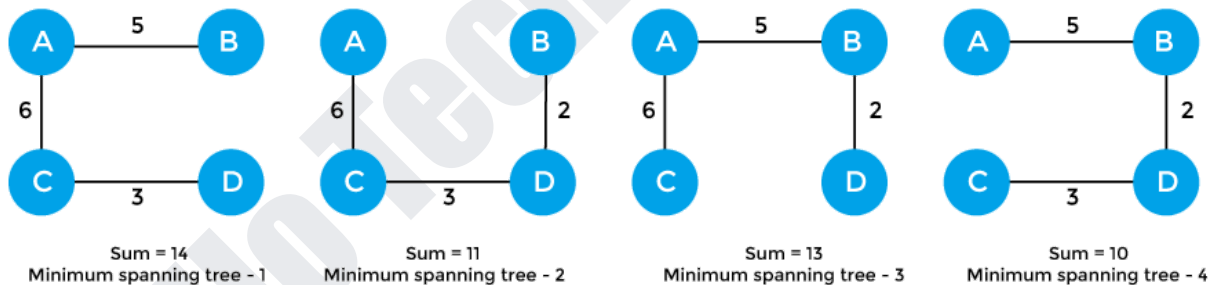 A 5 B
6
C 3 D
Sum = 14
Minimum spanning tree - 1
A B
6 2
C 3 D
Sum = 11
Minimum spanning tree - 2
A 5 B
6 2
C D
Sum = 13
Minimum spanning tree - 3
A 5 B
2
C 3 D
Sum = 10
Minimum spanning tree - 4